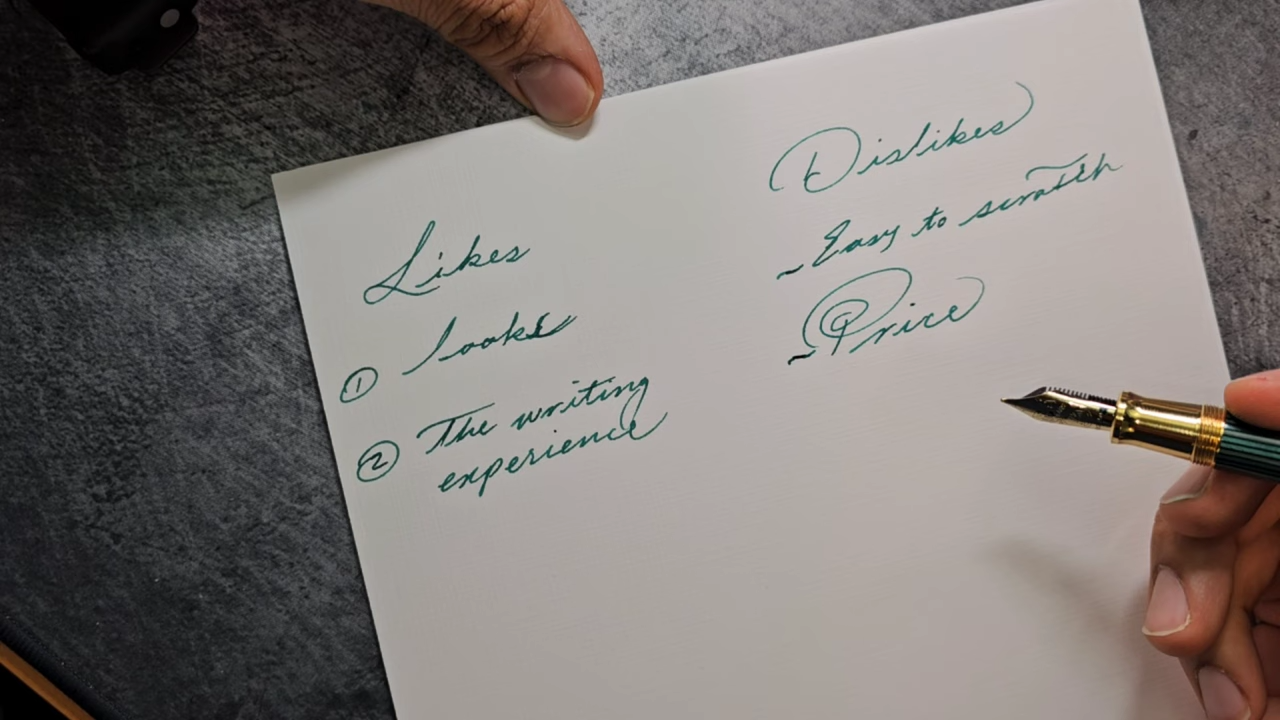 Likes
① looks
② The writing
experience
Dislikes
~ Easy to scratch
~ Price